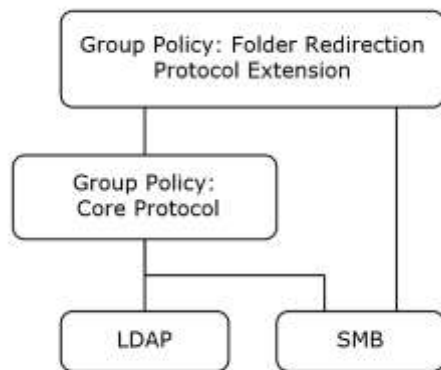 Group Policy: Folder Redirection
Protocol Extension
Group Policy:
Core Protocol
LDAP
SMB